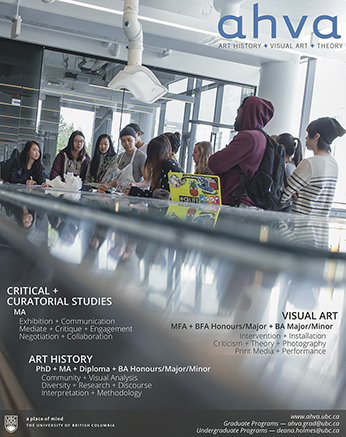 ahva
ART HISTORY + VISUAL ART + THEORY
CRITICAL +
CURATORIAL STUDIES
MA
Exhibition + Communication
Mediate + Critique + Engagement
Negotiation + Collaboration
VISUAL ART
MFA + BFA Honours/Major + BA Major/Minor
Intervention + Installation
Criticism + Theory + Photography
Print Media + Performance
ART HISTORY
PhD + MA + Diploma + BA Honours/Major/Minor
Community + Visual Analysis
Diversity + Research + Discourse
Interpretation + Methodology
UBC
a place of mind
THE UNIVERSITY OF BRITISH COLUMBIA
www.ahva.ubc.ca
Graduate Programs — ahva.grad@ubc.ca
Undergraduate Programs — deana.holmes@ubc.ca